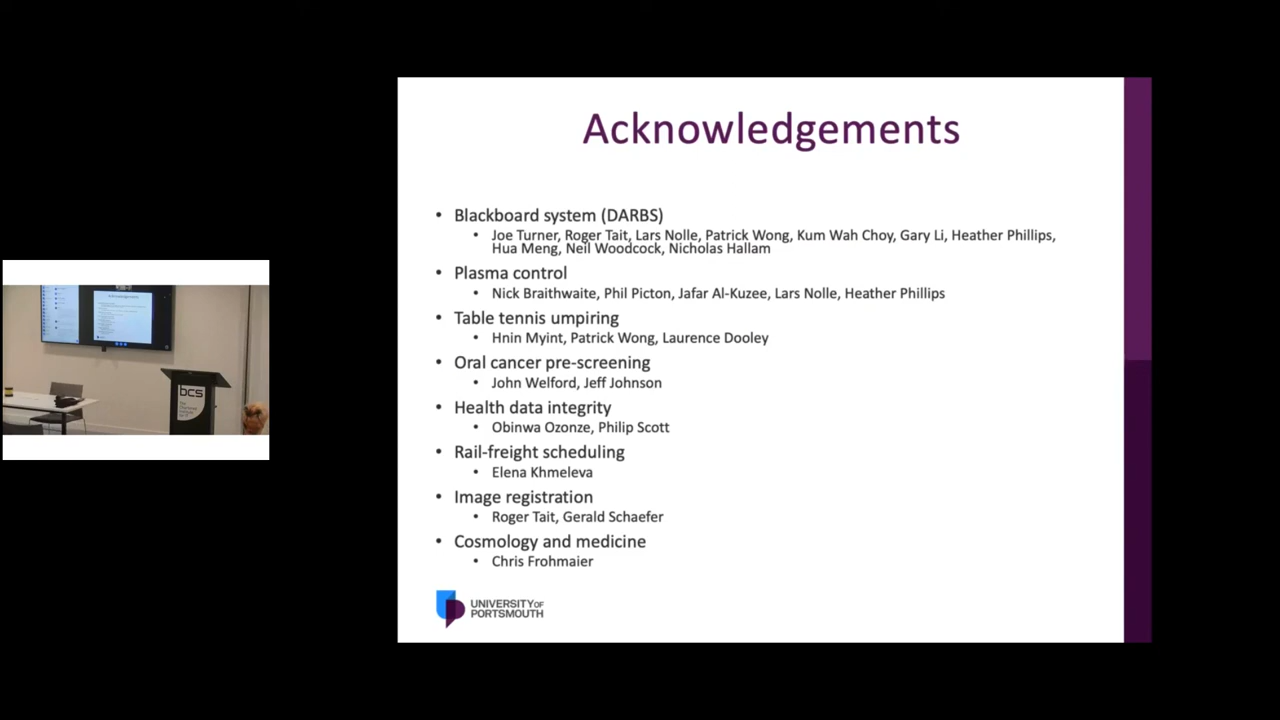 Acknowledgements
• Blackboard system (DARBS)
• Joe Turner, Roger Tait, Lars Nolle, Patrick Wong, Kum Wah Choy, Gary Li, Heather Phillips,
Hua Meng, Neil Woodcock, Nicholas Hallam
• Plasma control
• Nick Braithwaite, Phil Picton, Jafar Al-Kuzee, Lars Nolle, Heather Phillips
• Table tennis umpiring
• Hnin Myint, Patrick Wong, Laurence Dooley
• Oral cancer pre-screening
• John Welford, Jeff Johnson
• Health data integrity
• Obinwa Ozonze, Philip Scott
• Rail-freight scheduling
• Elena Khmeleva
• Image registration
• Roger Tait, Gerald Schaefer
• Cosmology and medicine
• Chris Frohmaier
UNIVERSITY OF
PORTSMOUTH
Acknowledgements
bcs